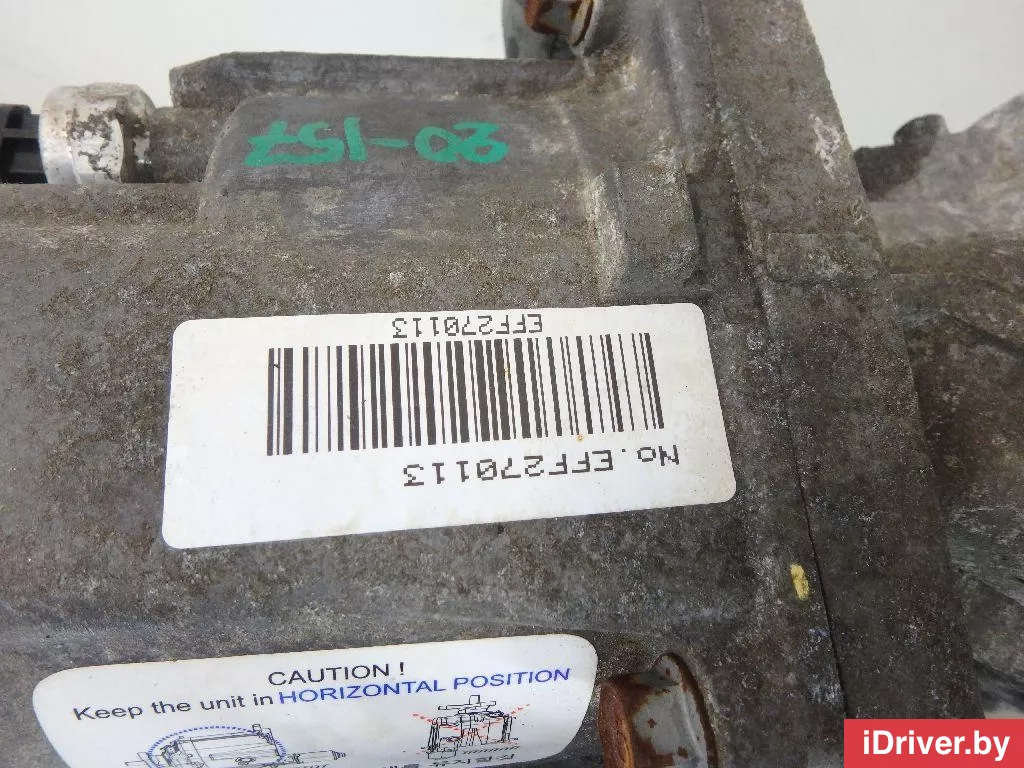 20-157
EFF270113
No.EFF270113
CAUTION !
Keep the unit in HORIZONTAL POSITION
iDriver.by